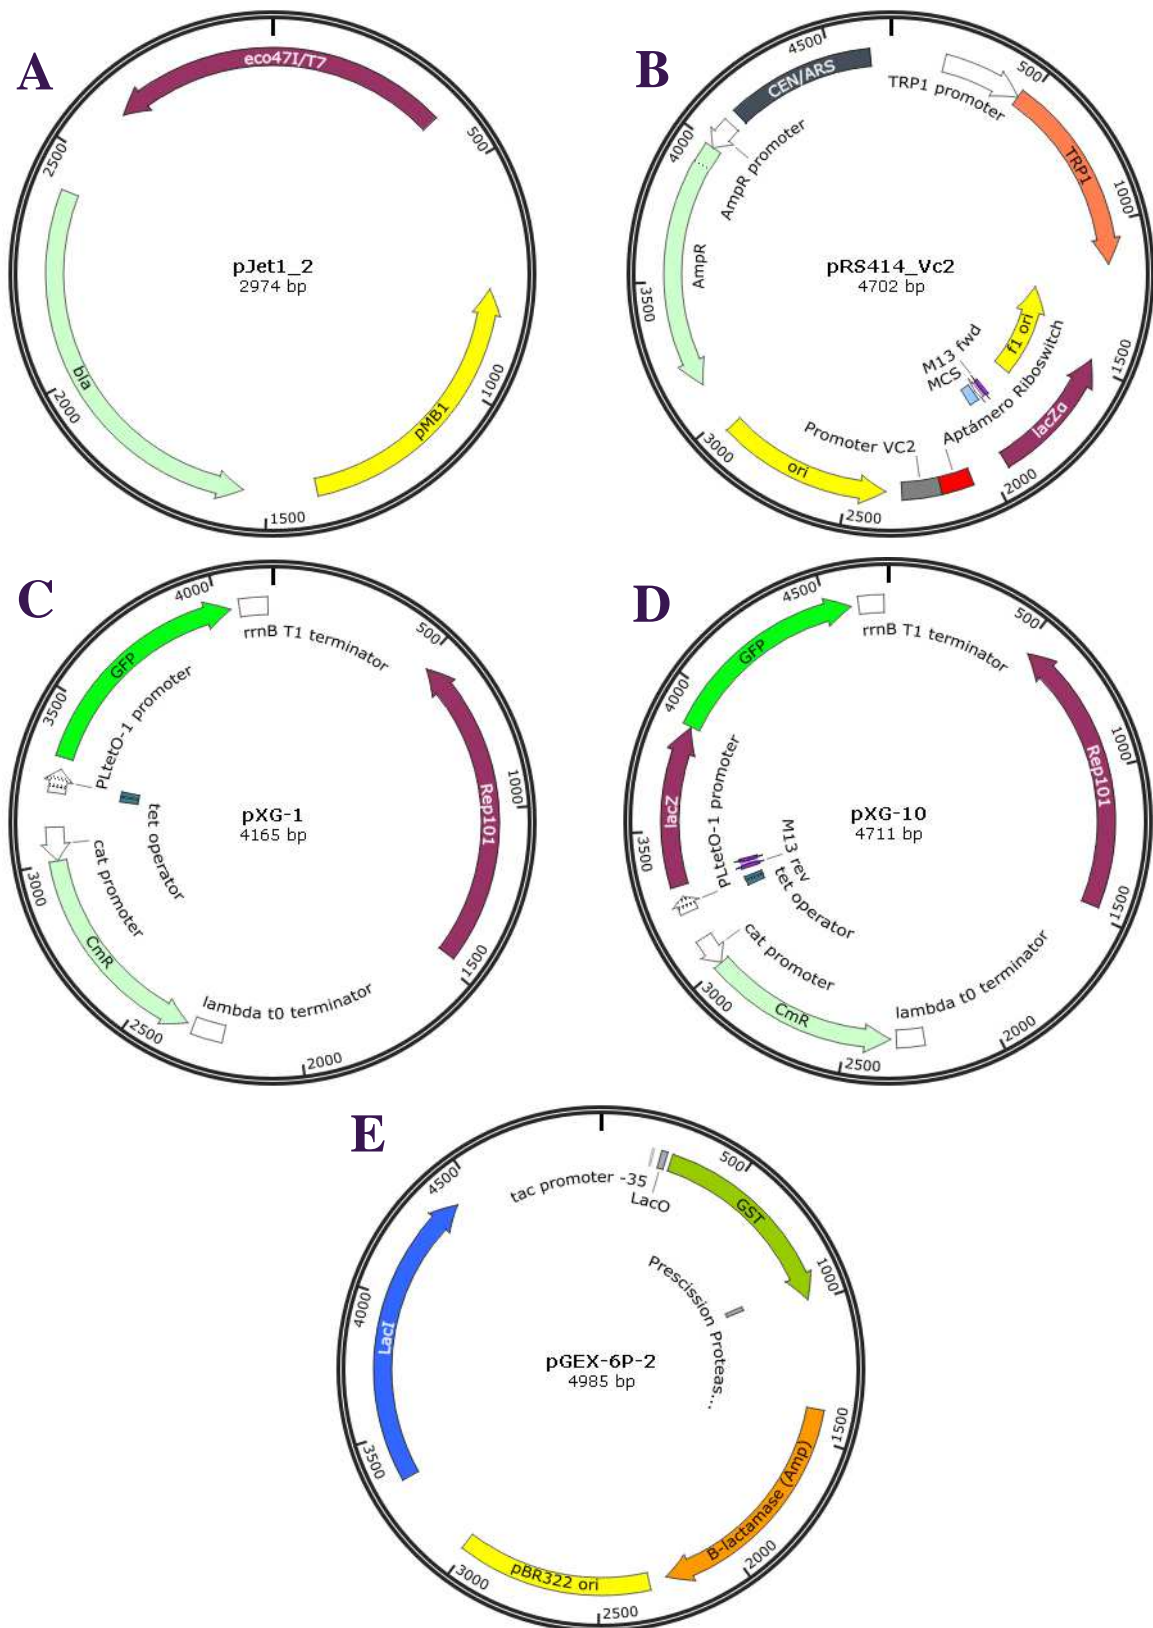 A
eco47I/T7
500
1000
pMB1
1500
2000
bla
2500
pJet1_2
2974 bp
B
4500
CEN/ARS
TRP1 promoter
500
TRP1
1000
4000
AmpR promoter
AmpR
3500
pRS414_Vc2
4702 bp
f1 ori
M13 fwd
MCS
Aptámero Riboswitch
1500
lacZα
2000
Promoter VC2
2500
ori
3000
C
4000
rrnB T1 terminator
500
GFP
3500
PLtetO-1 promoter
tet operator
pXG-1
4165 bp
Rep101
1000
3000
cat promoter
CmR
2500
lambda t0 terminator
1500
2000
D
4500
rrnB T1 terminator
500
GFP
4000
lacZ
3500
PLtetO-1 promoter
M13 rev
tet operator
pXG-10
4711 bp
Rep101
1000
1500
cat promoter
3000
CmR
2500
lambda t0 terminator
2000
E
4500
tac promoter -35
LacO
500
GST
1000
Prescission Proteas...
pGEX-6P-2
4985 bp
4000
LacI
3500
1500
B-lactamase (Amp)
2000
pBR322 ori
3000
2500